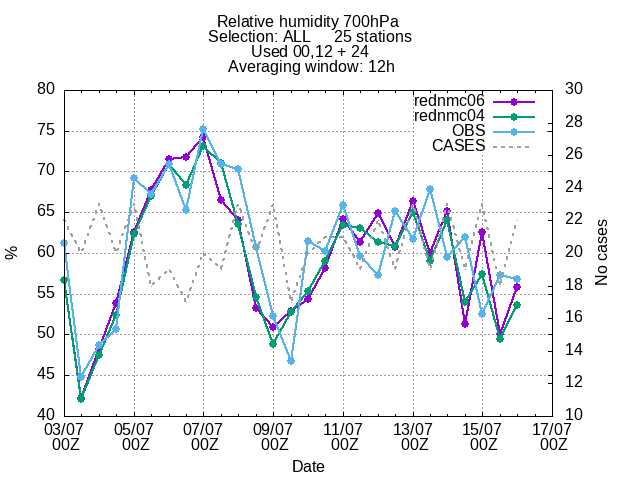 Relative humidity 700hPa
Selection: ALL 25 stations
Used 00,12 + 24
Averaging window: 12h
rednmc06
rednmc04
OBS
CASES
80
75
70
65
60
55
50
45
40
%
30
28
26
24
22
20
18
16
14
12
10
No cases
03/07 05/07 07/07 09/07 11/07 13/07 15/07 17/07
00Z 00Z 00Z 00Z 00Z 00Z 00Z 00Z
Date